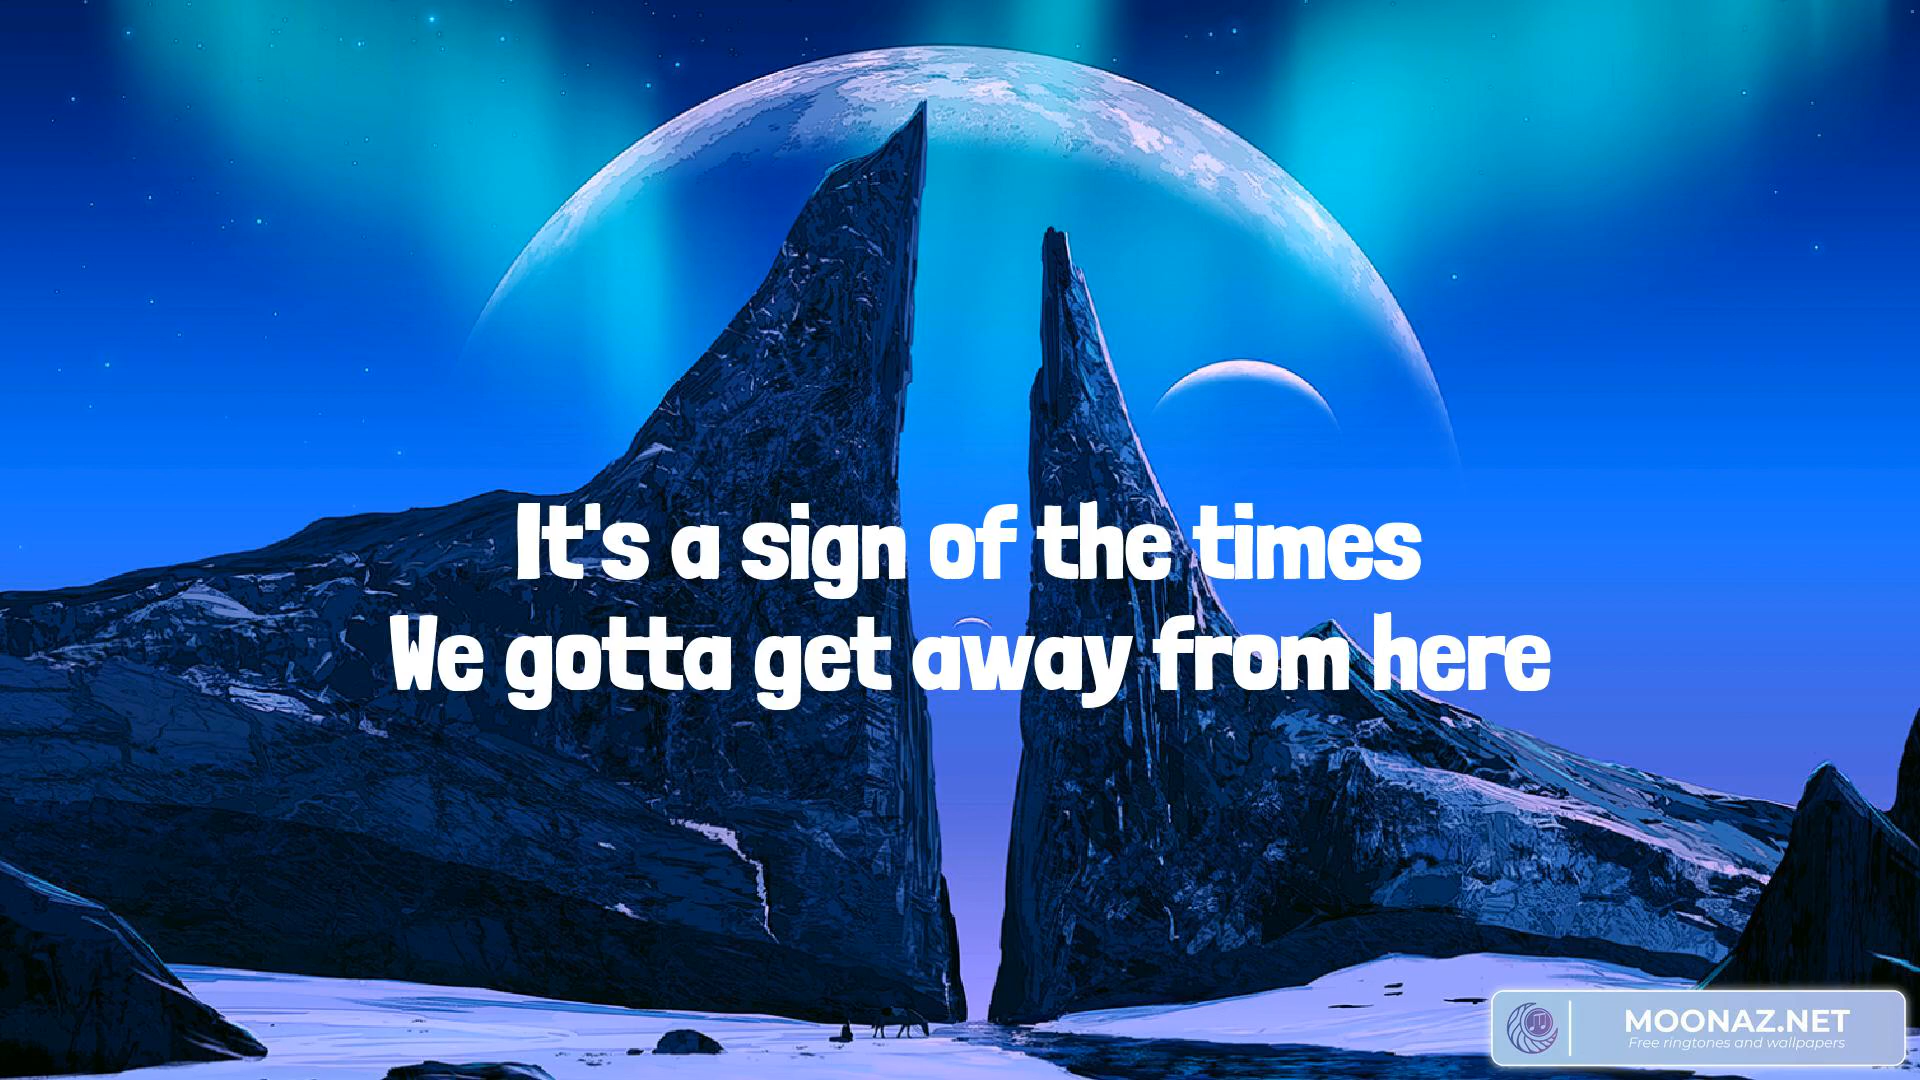 It's a sign of the times
We gotta get away from here
MOONAZ.NET
Free ringtones and wallpapers